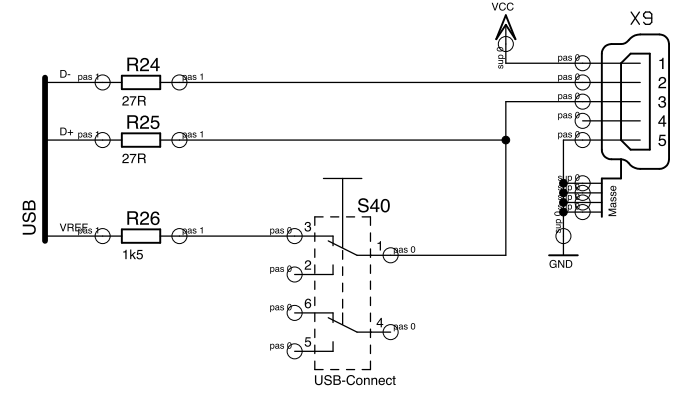 VCC
X9
sup 0
pas 0
1
D-
pas 1
R24
pas 1
pas 0
2
27R
pas 0
3
D+
pas 1
R25
pas 1
pas 0
4
27R
pas 0
5
USB
VREF
pas 1
R26
pas 1
1k5
S40
pas 0
3
1
pas 0
pas 0
2
pas 0
6
4
pas 0
pas 0
5
USB-Connect
Masse
sup 0
GND